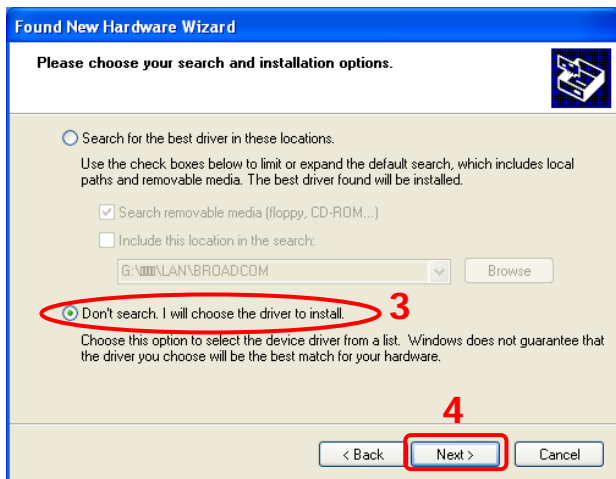 Found New Hardware Wizard
Please choose your search and installation options.
Search for the best driver in these locations.
Use the check boxes below to limit or expand the default search, which includes local
paths and removable media. The best driver found will be installed.
Search removable media (floppy, CD-ROM...)
Include this location in the search:
\LAN\BROADCOM
Browse
Don't search. I will choose the driver to install.
3
Choose this option to select the device driver from a list. Windows does not guarantee that
the driver you choose will be the best match for your hardware.
4
< Back
Next >
Cancel